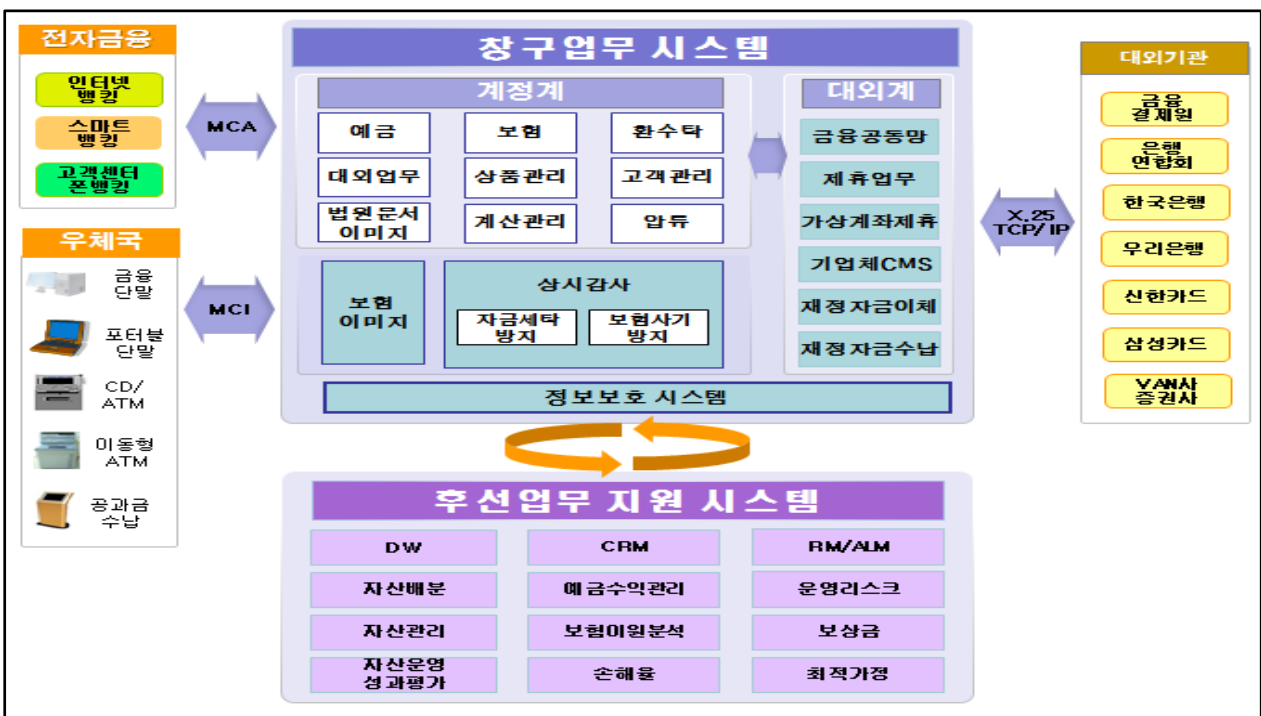 전자금융
인터넷
뱅킹
스마트
뱅킹
고객센터
폰뱅킹
MCA
우체국
금융
단말
포터블
단말
CD/
ATM
이동형
ATM
공과금
수납
MCI
창구업무 시스템
계정계
예금
보험
환수탁
대외업무
상품관리
고객관리
법원문서
이미지
계산관리
압류
보험
이미지
상시감사
자금세탁
방지
보험사기
방지
대외계
금융공동망
제휴업무
가상계좌제휴
기업체CMS
재정자금이체
재정자금수납
정보보호 시스템
X.25
TCP/IP
대외기관
금융
결제원
은행
연합회
한국은행
우리은행
신한카드
삼성카드
VAN사
증권사
후선업무 지원 시스템
DW
CRM
RM/ALM
자산배분
예금수익관리
운영리스크
자산관리
보험이원분석
보상금
자산운영
성과평가
손해율
최적가정